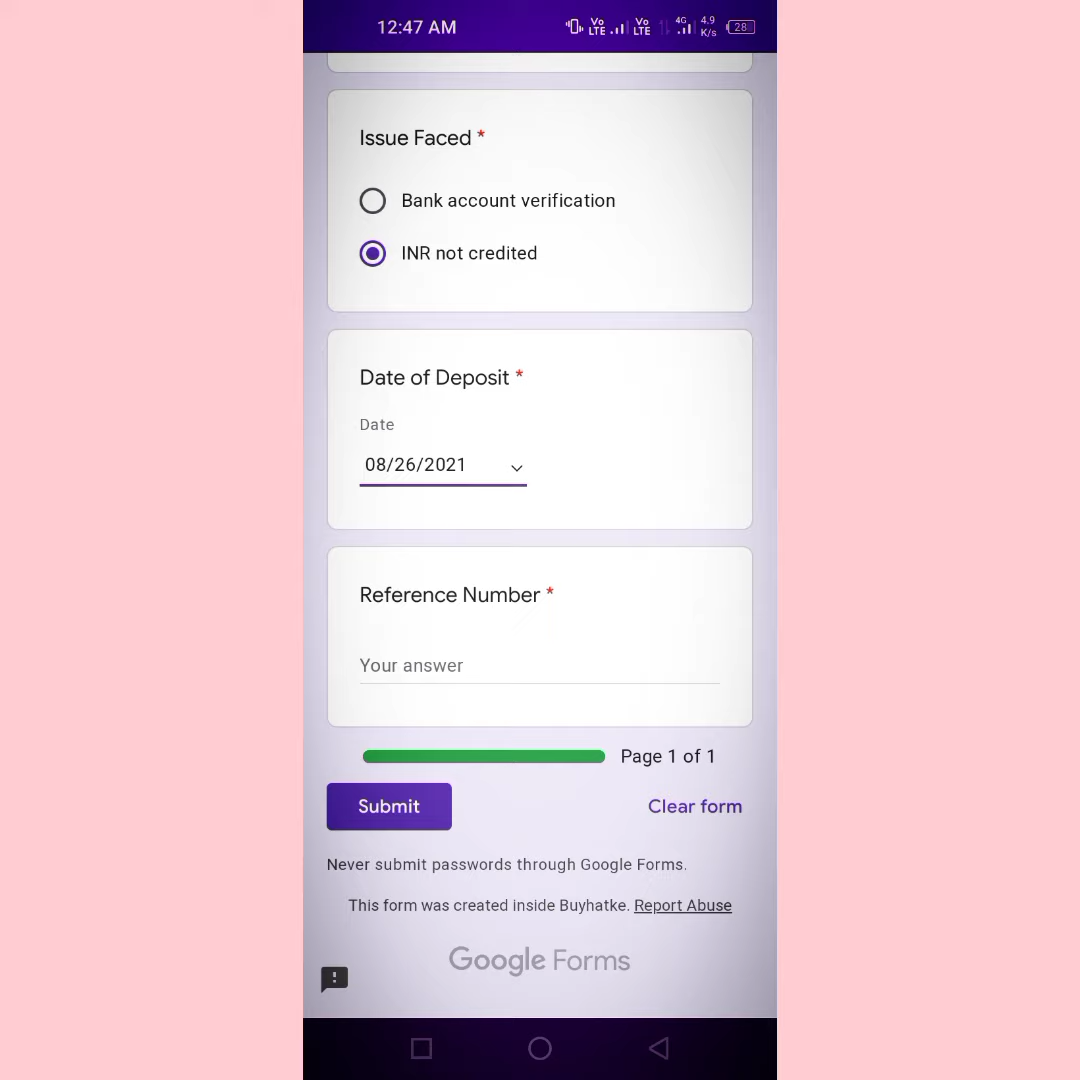 12:47 AM
Vo
LTE
Vo
LTE
4G
4.9
K/s
28
Issue Faced *
Bank account verification
INR not credited
Date of Deposit *
Date
08/26/2021
Reference Number *
Your answer
Page 1 of 1
Submit
Clear form
Never submit passwords through Google Forms.
This form was created inside Buyhatke. Report Abuse
Google Forms